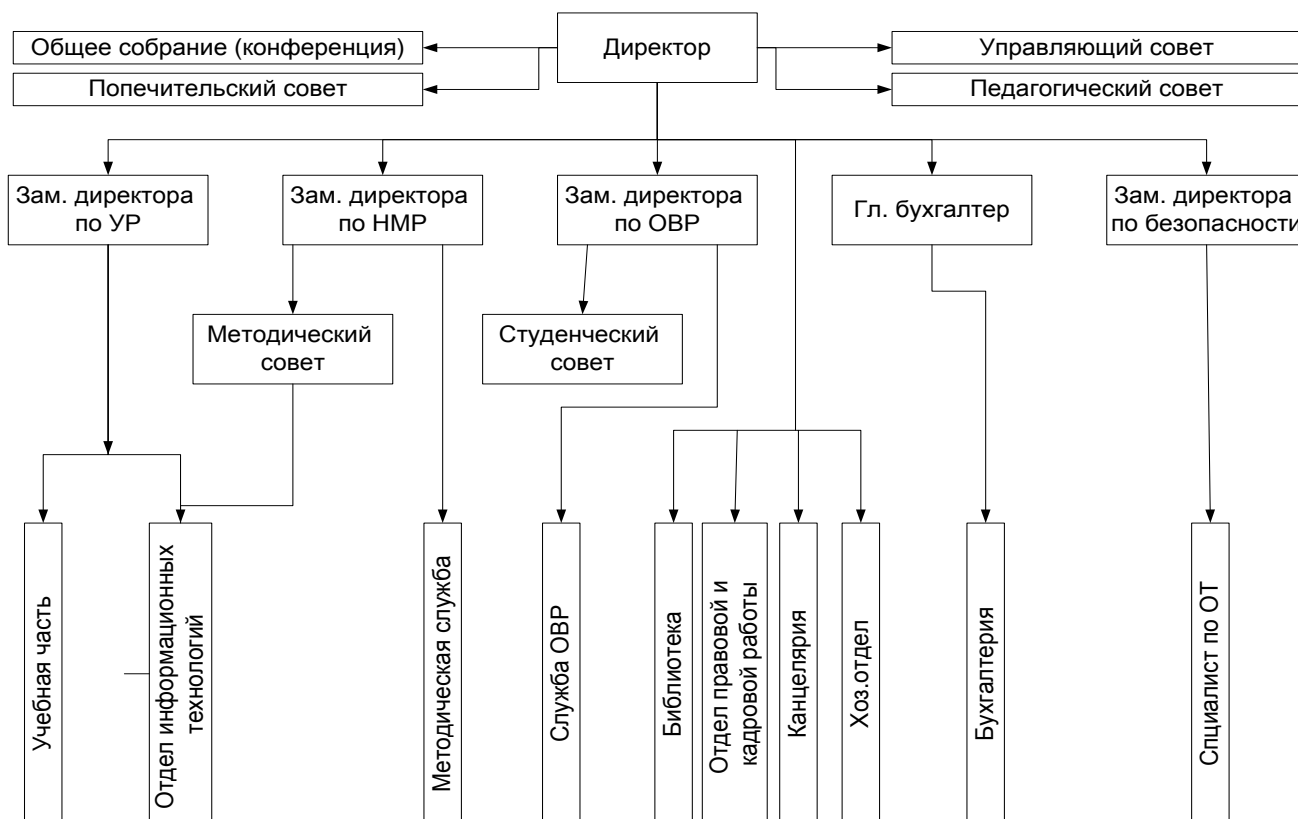 Общее собрание (конференция)
Директор
Управляющий совет
Попечительский совет
Педагогический совет
Зам. директора
по УР
Зам. директора
по НМР
Зам. директора
по ОВР
Гл. бухгалтер
Зам. директора
по безопасности
Методический
совет
Студенческий
совет
Учебная часть
Отдел информационных
технологий
Методическая служба
Служба ОВР
Библиотека
Отдел правовой и
кадровой работы
Канцелярия
Хоз.отдел
Бухгалтерия
Спциалист по ОТ